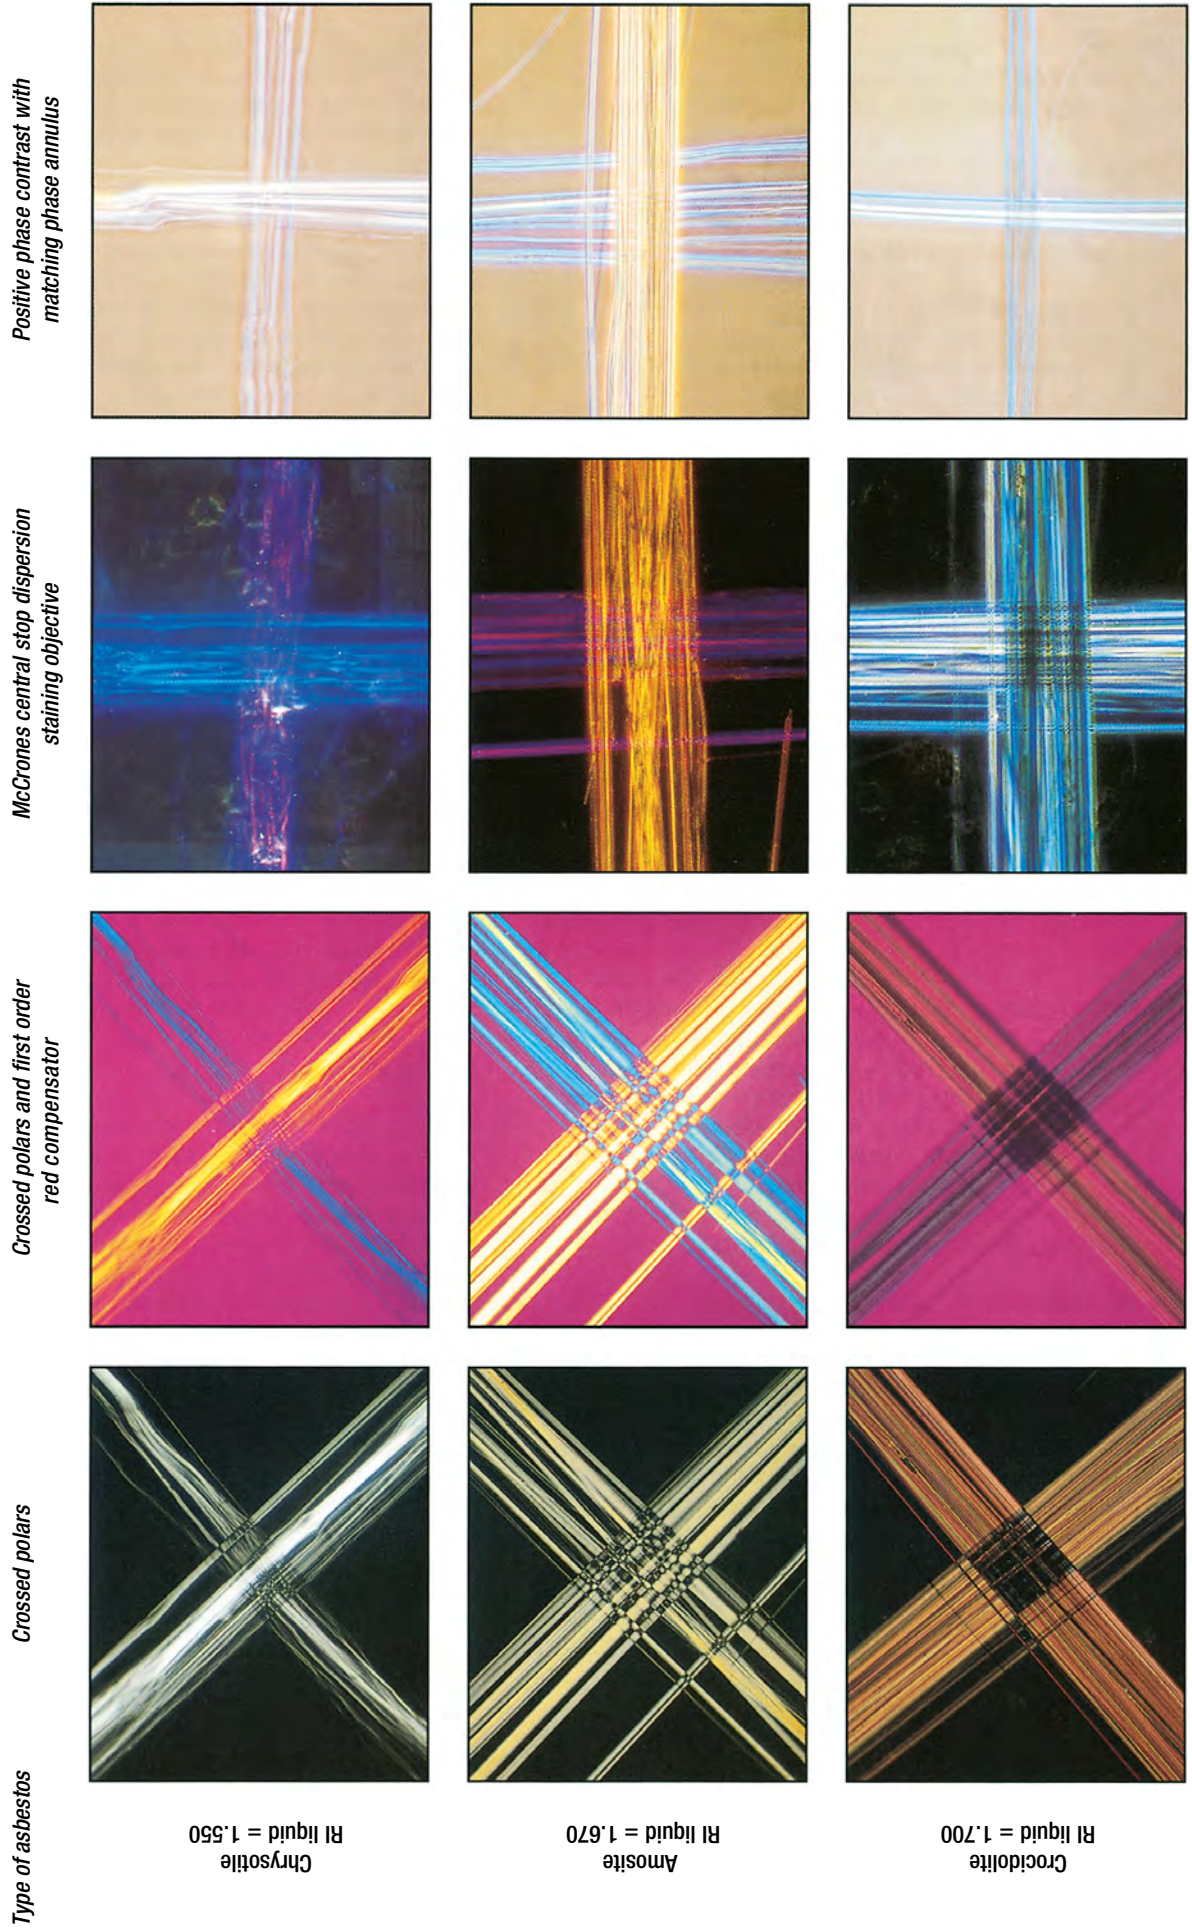 Type of asbestos
Crossed polars
Crossed polars and first order
red compensator
McCrones central stop dispersion
staining objective
Positive phase contrast with
matching phase annulus
Chrysotile
RI liquid = 1.550
Amosite
RI liquid = 1.670
Crocidolite
RI liquid = 1.700